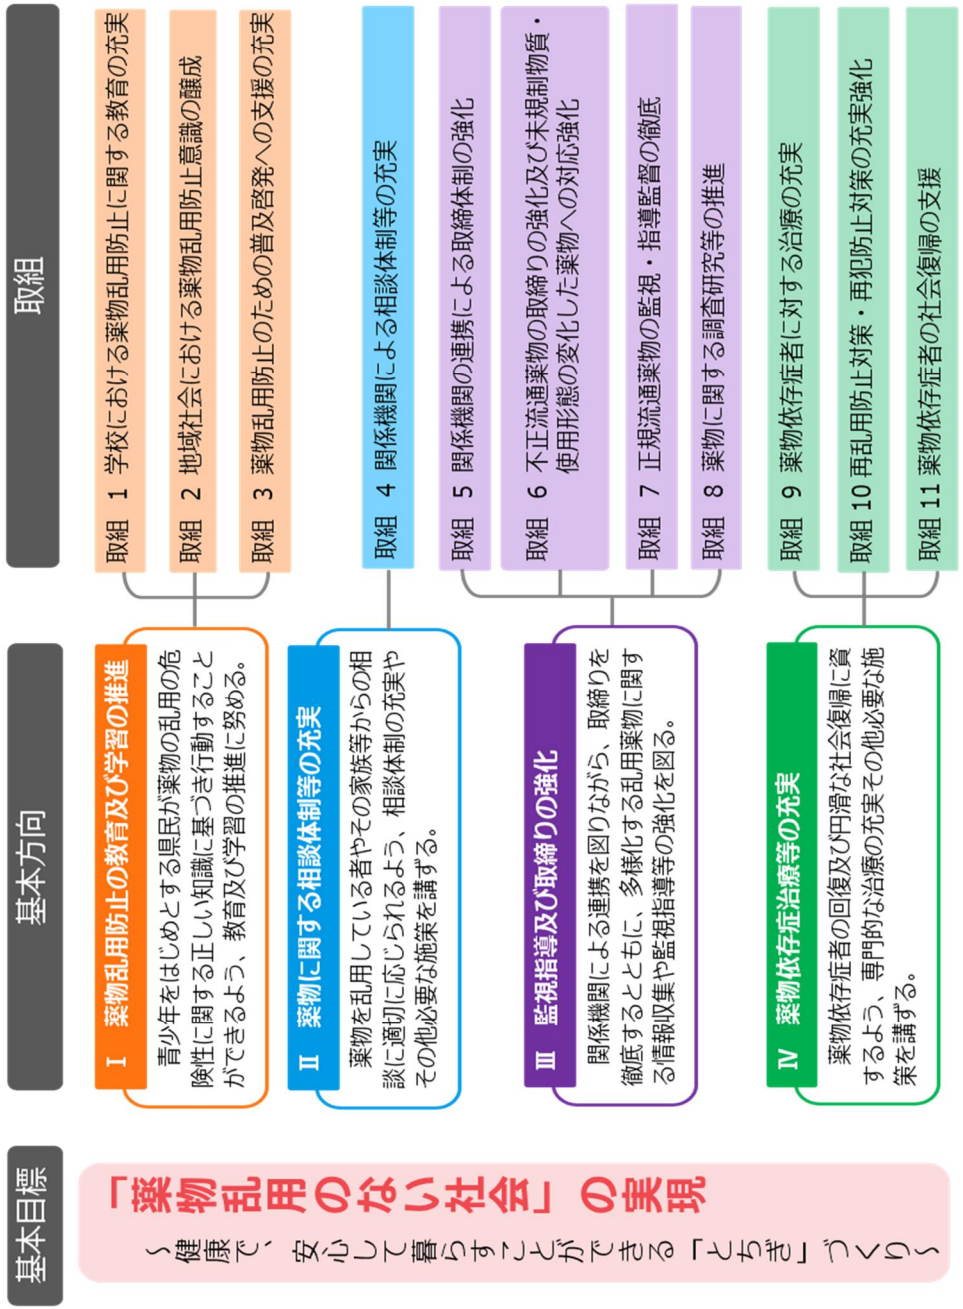 基本目標
「薬物乱用のない社会」の実現
～健康で、安心して暮らすことができる「とちぎ」づくり～
基本方向
Ⅰ 薬物乱用防止の教育及び学習の推進
青少年をはじめとする県民が薬物の乱用の危
険性に関する正しい知識に基づき行動すること
ができるよう、教育及び学習の推進に努める。
Ⅱ 薬物に関する相談体制等の充実
薬物を乱用している者やその家族等からの相
談に適切に応じられるよう、相談体制の充実や
その他必要な施策を講ずる。
Ⅲ 監視指導及び取締りの強化
関係機関による連携を図りながら、取締りを
徹底するとともに、多様化する乱用薬物に関す
る情報収集や監視指導等の強化を図る。
Ⅳ 薬物依存症治療等の充実
薬物依存症者の回復及び円滑な社会復帰に資
するよう、専門的な治療の充実その他必要な施
策を講ずる。
取組
取組 1 学校における薬物乱用防止に関する教育の充実
取組 2 地域社会における薬物乱用防止意識の醸成
取組 3 薬物乱用防止のための普及啓発への支援の充実
取組 4 関係機関による相談体制等の充実
取組 5 関係機関の連携による取締体制の強化
取組 6 不正流通薬物の取締りの強化及び未規制物質・
使用形態の変化した薬物への対応強化
取組 7 正規流通薬物の監視・指導監督の徹底
取組 8 薬物に関する調査研究等の推進
取組 9 薬物依存症者に対する治療の充実
取組 10 再乱用防止対策・再犯防止対策の充実強化
取組 11 薬物依存症者の社会復帰の支援